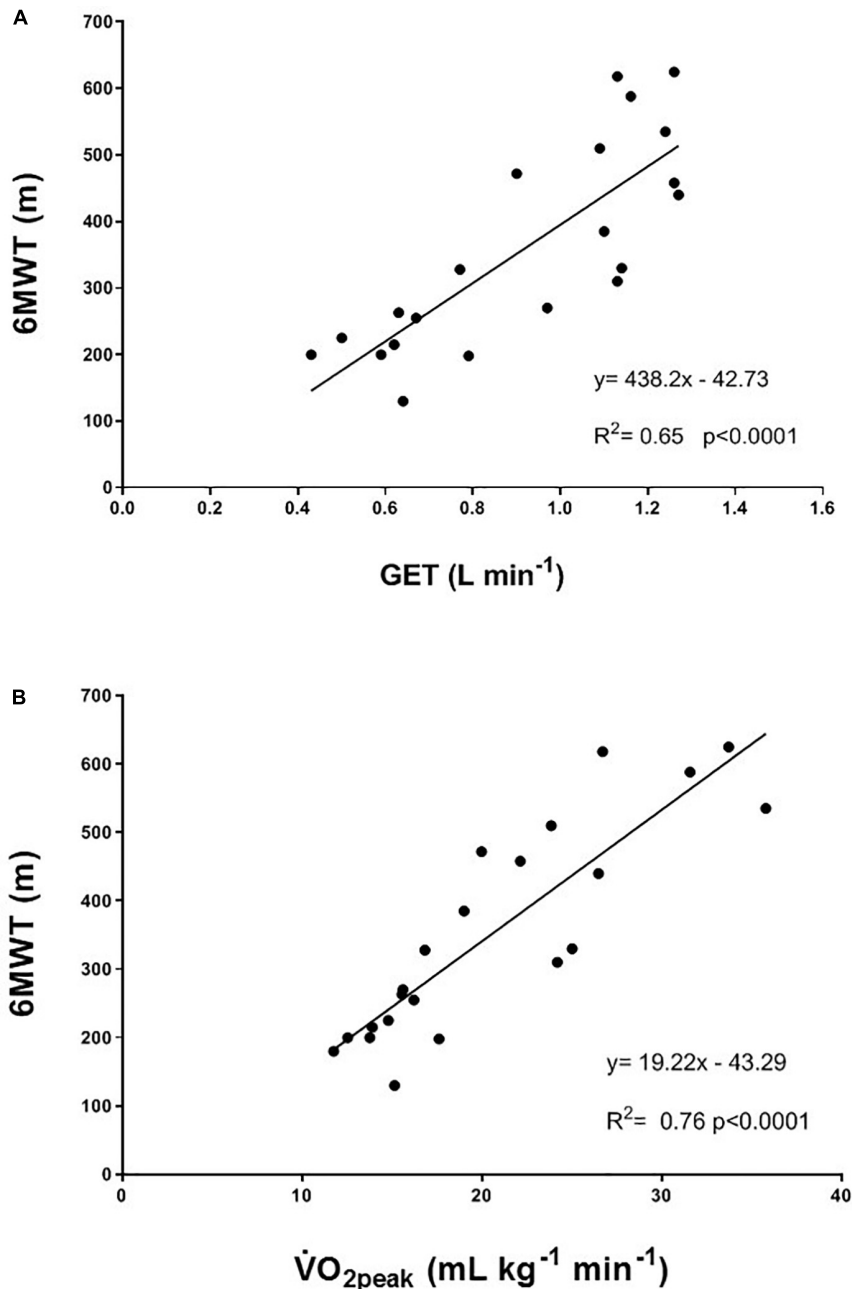 A
700
600
500
400
300
200
100
0
6MWT (m)
y= 438.2x - 42.73
R²= 0.65 p<0.0001
0.0 0.2 0.4 0.6 0.8 1.0 1.2 1.4 1.6
GET (L min⁻¹)
B
700
600
500
400
300
200
100
0
6MWT (m)
y= 19.22x - 43.29
R²= 0.76 p<0.0001
0 10 20 30 40
V̇O₂peak (mL kg⁻¹ min⁻¹)